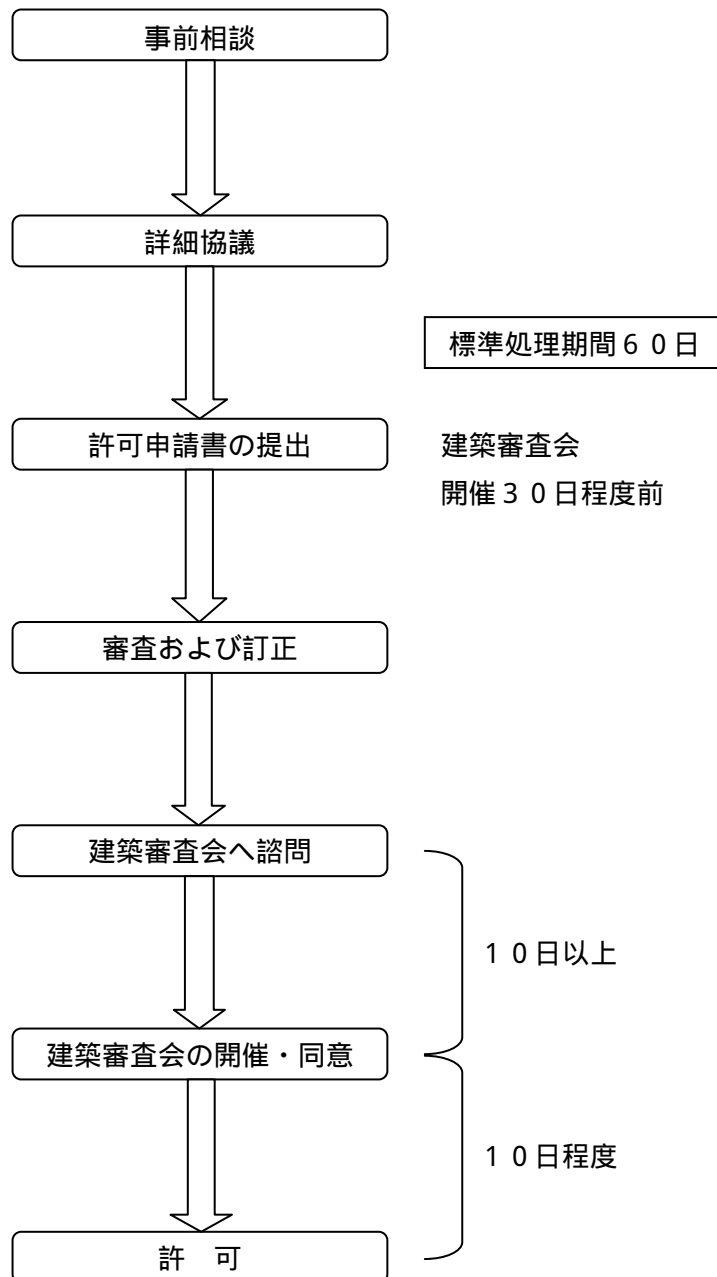 事前相談
詳細協議
標準処理期間６０日
許可申請書の提出
建築審査会
開催３０日程度前
審査および訂正
建築審査会へ諮問
１０日以上
建築審査会の開催・同意
１０日程度
許　可